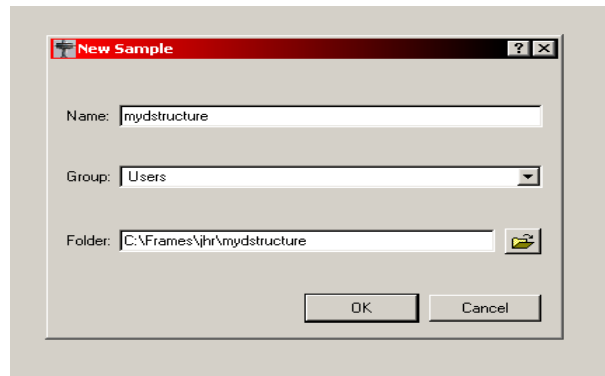 New Sample
Name: mydstructure
Group: Users
Folder: C:\Frames\jhr\mydstructure
OK Cancel